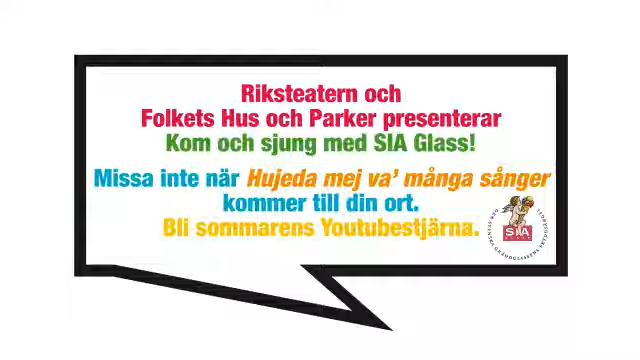 Riksteatern och
Folkets Hus och Parker presenterar
Kom och sjung med SIA Glass!
Missa inte när Hujeda mej va' många sånger
kommer till din ort.
Bli sommarens Youtubestjärna.
SIA
GLASS